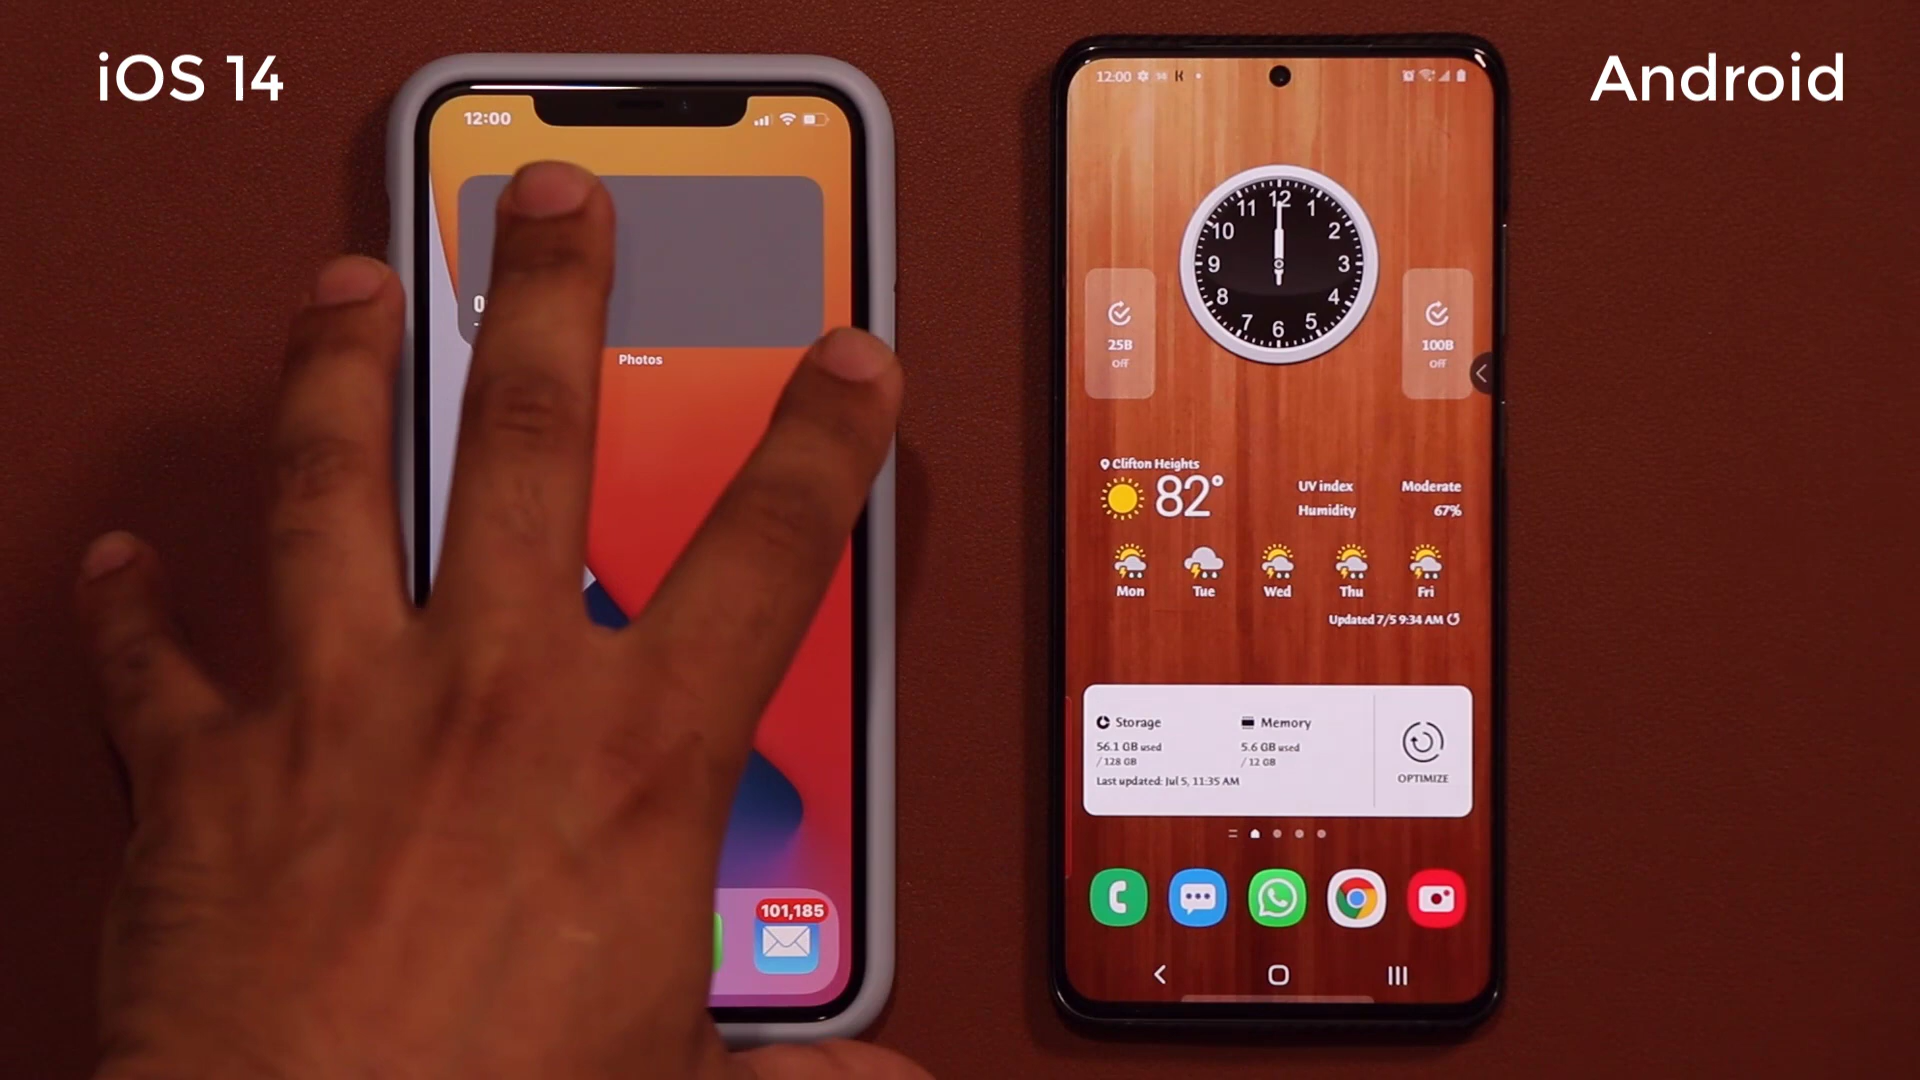 iOS 14
Android
12:00
Photos
101,185
12:00
12
1
2
3
4
5
6
7
8
9
10
11
25B
Off
100B
Off
Clifton Heights
82°
UV index Moderate
Humidity 67%
Mon Tue Wed Thu Fri
Updated 7/5 9:34 AM
Storage
56.1 GB used
/ 128 GB
Memory
5.6 GB used
/ 12 GB
Last updated: Jul 5, 11:35 AM
OPTIMIZE